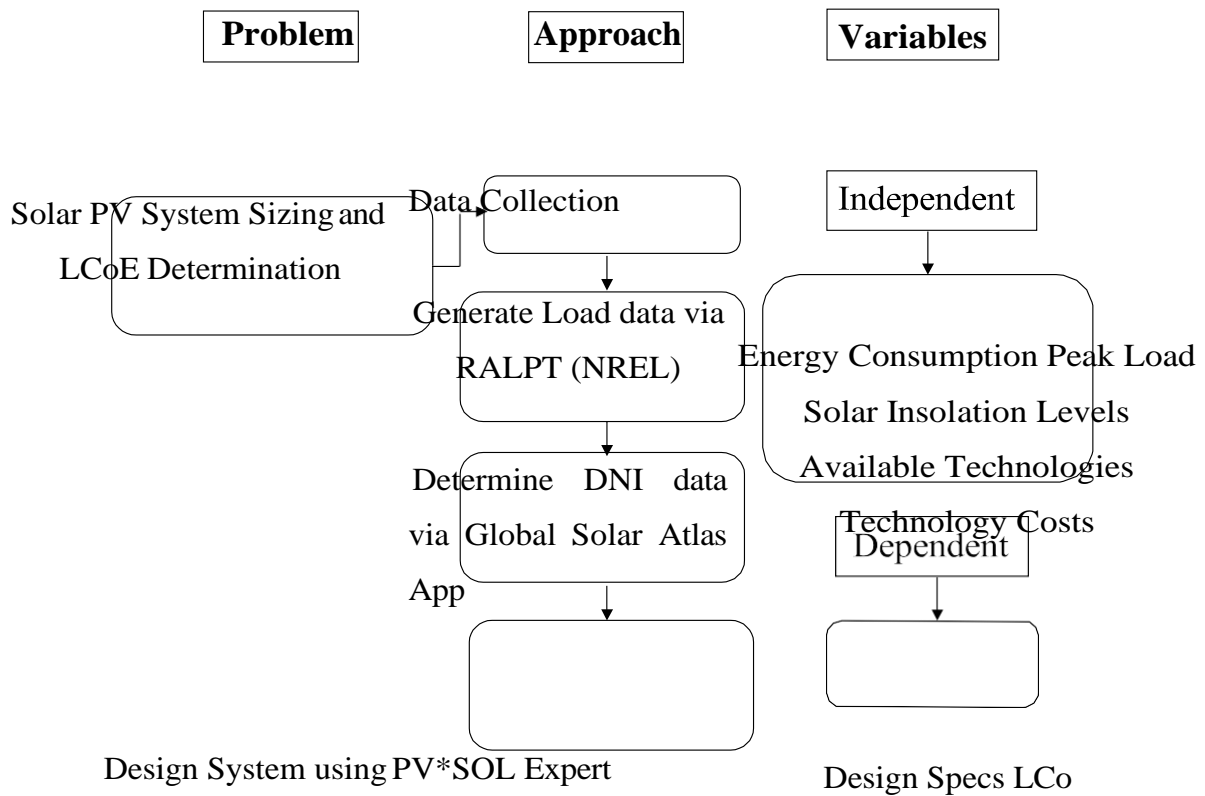 Problem
Approach
Variables
Solar PV System Sizing and
LCoE Determination
Data Collection
Generate Load data via
RALPT (NREL)
Determine DNI data
via Global Solar Atlas
App
Design System using PV*SOL Expert
Independent
Energy Consumption Peak Load
Solar Insolation Levels
Available Technologies
Technology Costs
Dependent
Design Specs LCo